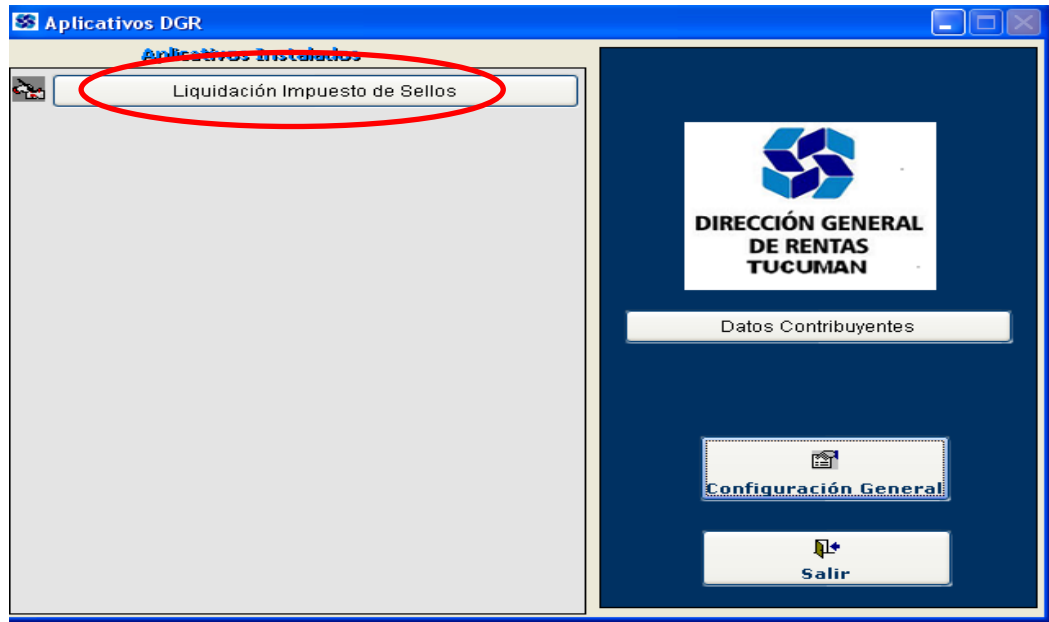 Aplicativos DGR
Aplicativos Instalados
Liquidación Impuesto de Sellos
DIRECCIÓN GENERAL
DE RENTAS
TUCUMAN
Datos Contribuyentes
Configuración General
Salir